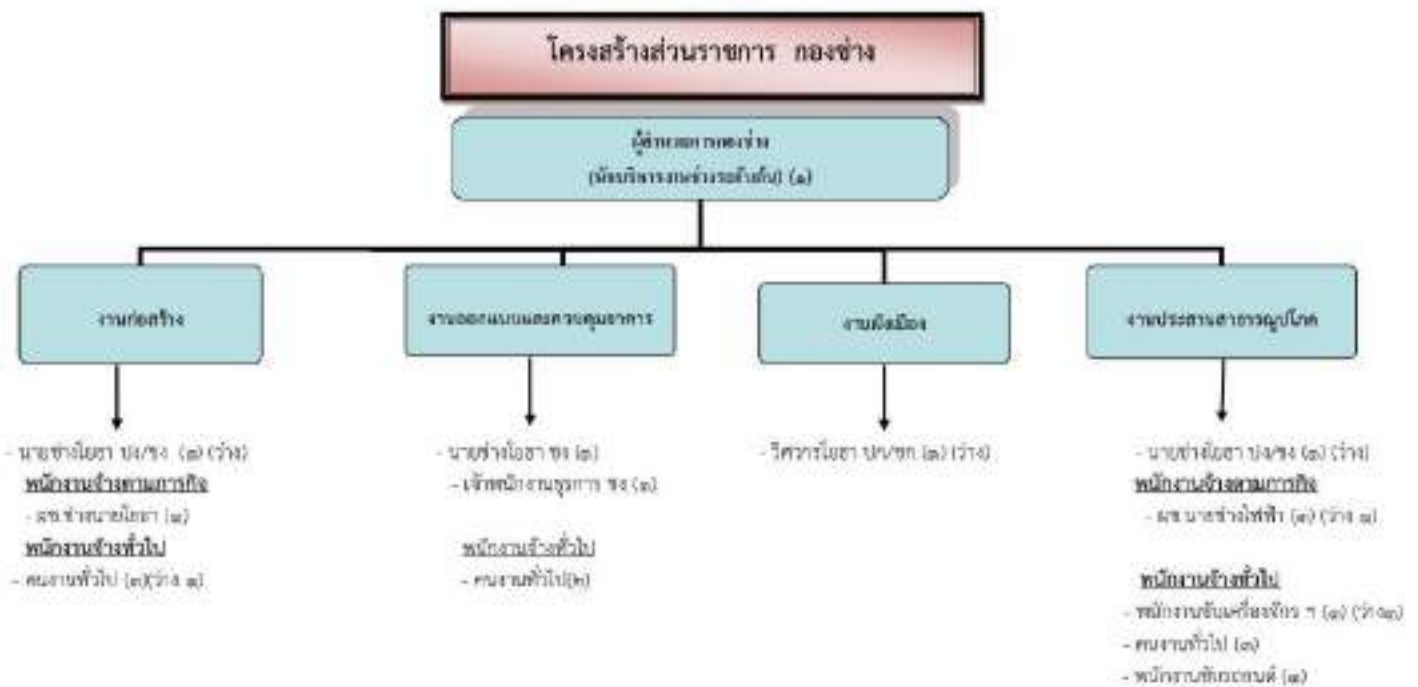 โครงสร้างส่วนราชการ กองช่าง
ผู้อำนวยการกองช่าง
(นักบริหารงานช่างระดับต้น) (๑)
งานก่อสร้าง
งานออกแบบและควบคุมอาคาร
งานผังเมือง
งานประสานสาธารณูปโภค
- นายช่างโยธา ปง/ชง (๑) (ว่าง)
พนักงานจ้างตามภารกิจ
- ผช.ช่างนายโยธา
พนักงานจ้างทั่วไป
- คนงานทั่วไป (ว่าง ๑)
- นายช่างโยธา ชง (๑)
- เจ้าพนักงานธุรการ ชง (๑)
พนักงานจ้างทั่วไป
- คนงานทั่วไป(๒)
- วิศวกรโยธา ปก/ชก (๑) (ว่าง)
- นายช่างโยธา ปง/ชง (๑) (ว่าง)
พนักงานจ้างตามภารกิจ
- ผช.นายช่างไฟฟ้า (ว่าง ๑)
พนักงานจ้างทั่วไป
- พนักงานขับเครื่องจักร ฯ (๑) (ว่าง๑)
- คนงานทั่วไป
- พนักงานขับรถยนต์ (๑)